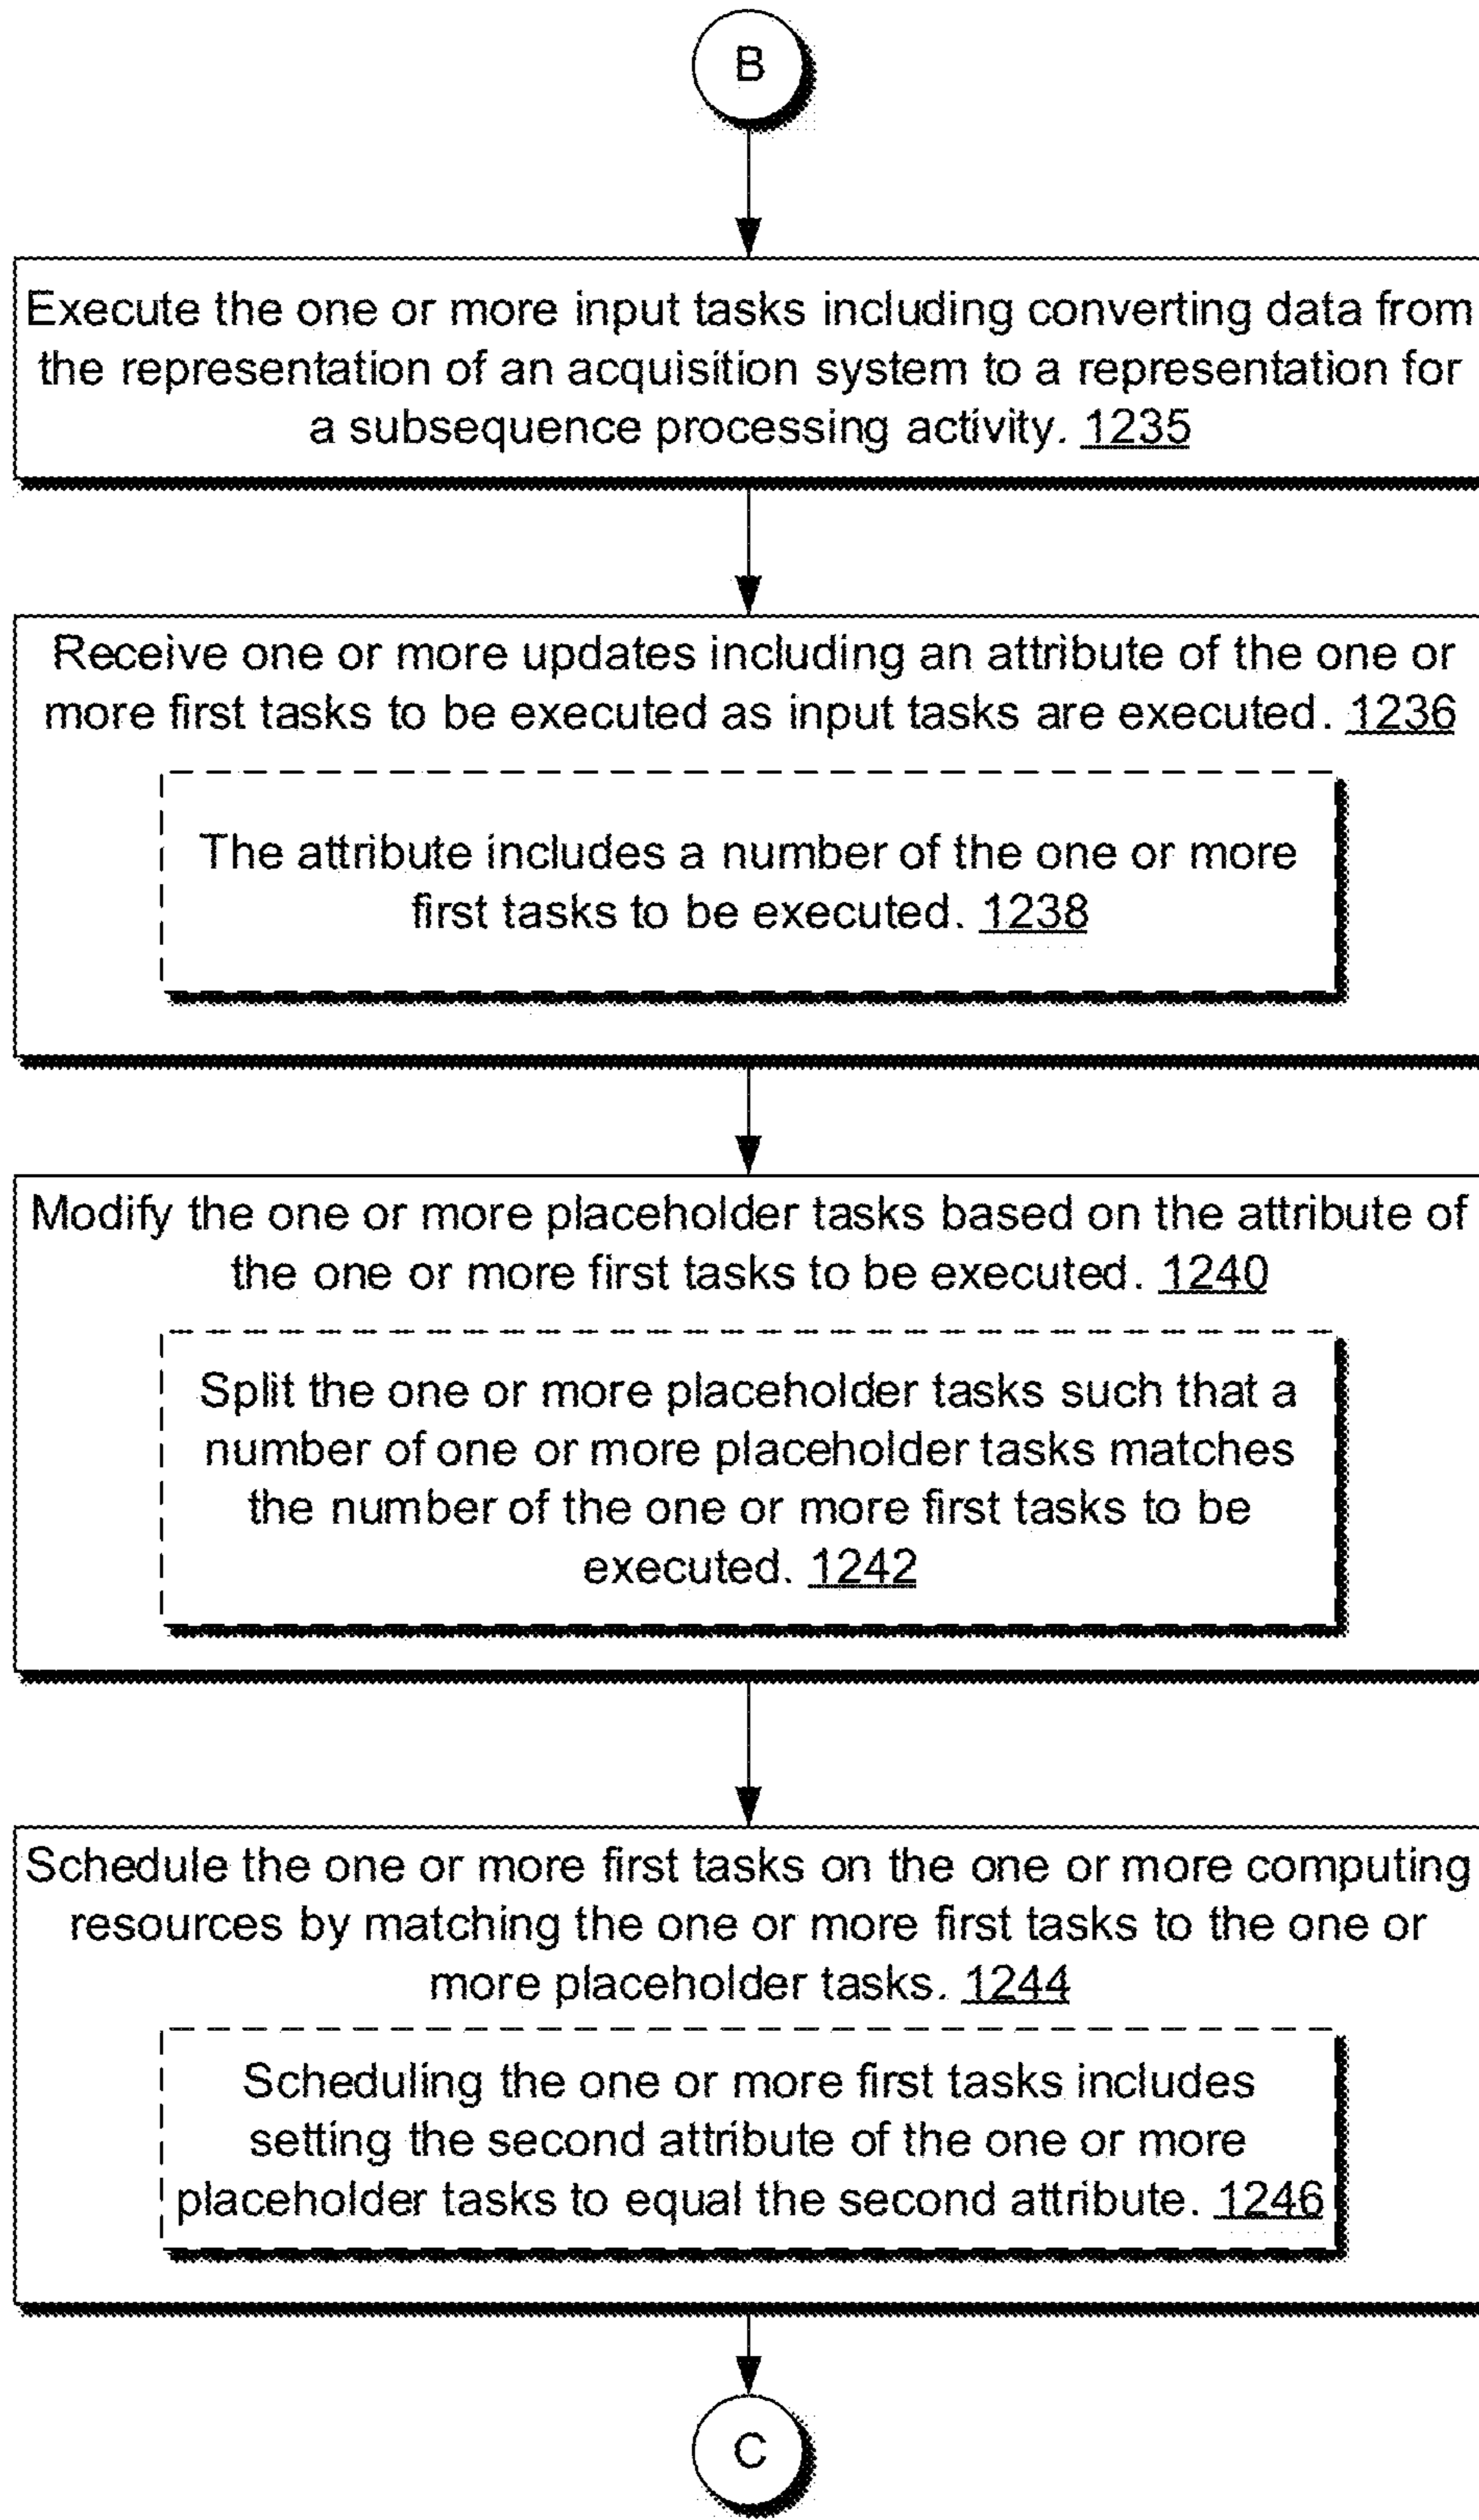 B
Execute the one or more input tasks including converting data from
the representation of an acquisition system to a representation for
a subsequence processing activity. 1235
Receive one or more updates including an attribute of the one or
more first tasks to be executed as input tasks are executed. 1236
The attribute includes a number of the one or more
first tasks to be executed. 1238
Modify the one or more placeholder tasks based on the attribute of
the one or more first tasks to be executed. 1240
Split the one or more placeholder tasks such that a
number of one or more placeholder tasks matches
the number of the one or more first tasks to be
executed. 1242
Schedule the one or more first tasks on the one or more computing
resources by matching the one or more first tasks to the one or
more placeholder tasks. 1244
Scheduling the one or more first tasks includes
setting the second attribute of the one or more
placeholder tasks to equal the second attribute. 1246
C